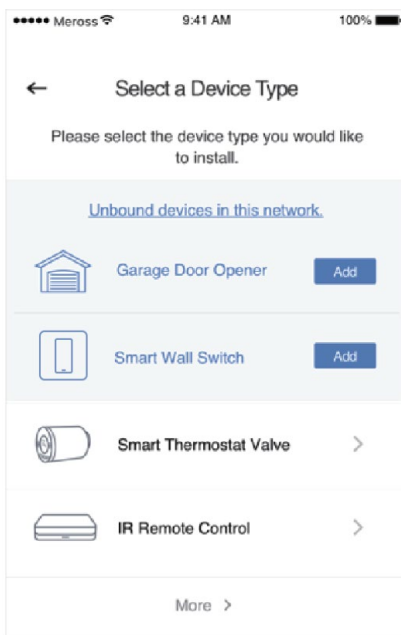 Meross 9:41 AM 100%
Select a Device Type
Please select the device type you would like
to install.
Unbound devices in this network.
Garage Door Opener Add
Smart Wall Switch Add
Smart Thermostat Valve
IR Remote Control
More